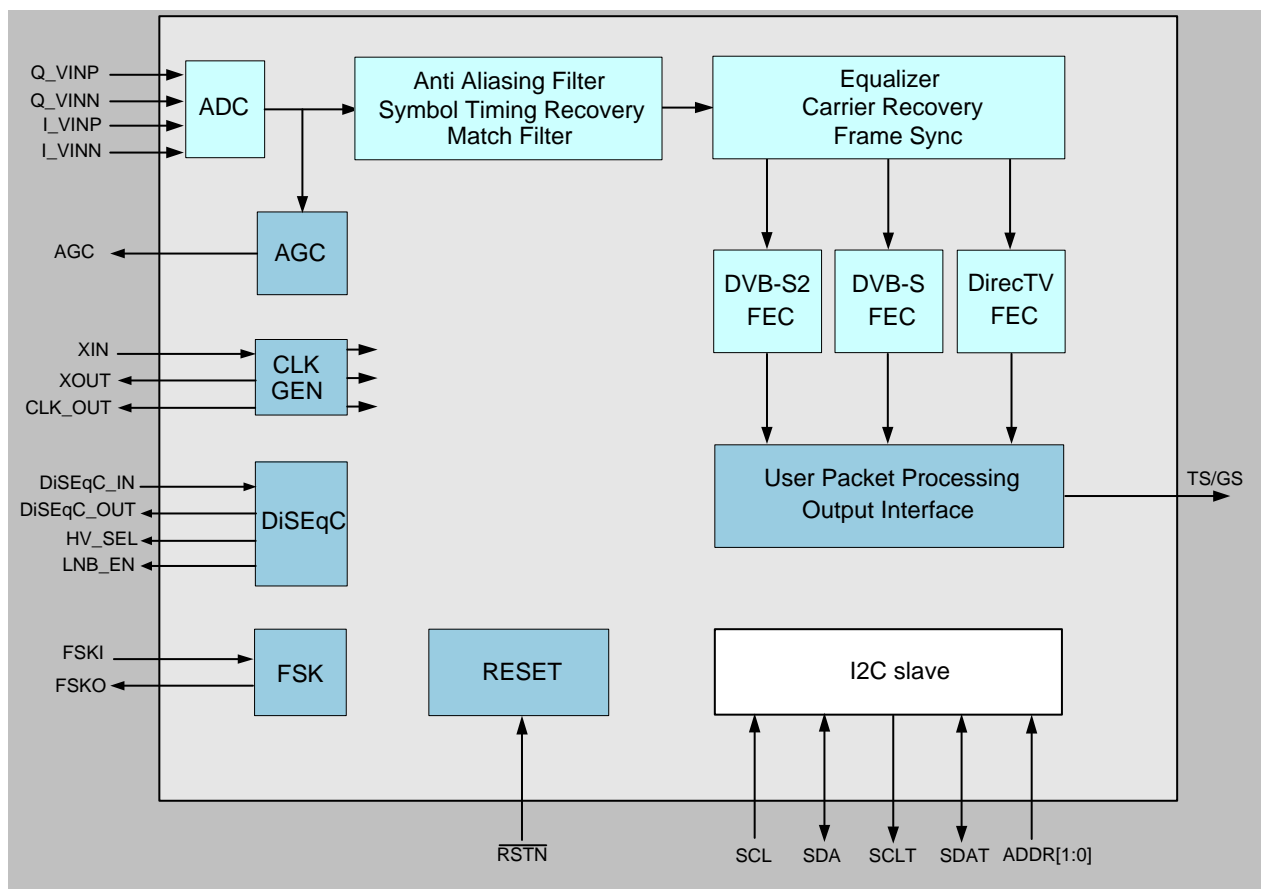 Q_VINP
Q_VINN
I_VINP
I_VINN
ADC
Anti Aliasing Filter
Symbol Timing Recovery
Match Filter
Equalizer
Carrier Recovery
Frame Sync
AGC
AGC
DVB-S2
FEC
DVB-S
FEC
DirecTV
FEC
XIN
XOUT
CLK_OUT
CLK
GEN
DiSEqC_IN
DiSEqC_OUT
HV_SEL
LNB_EN
DiSEqC
User Packet Processing
Output Interface
TS/GS
FSKI
FSKO
FSK
RESET
I2C slave
RSTN
SCL
SDA
SCLT
SDAT
ADDR[1:0]